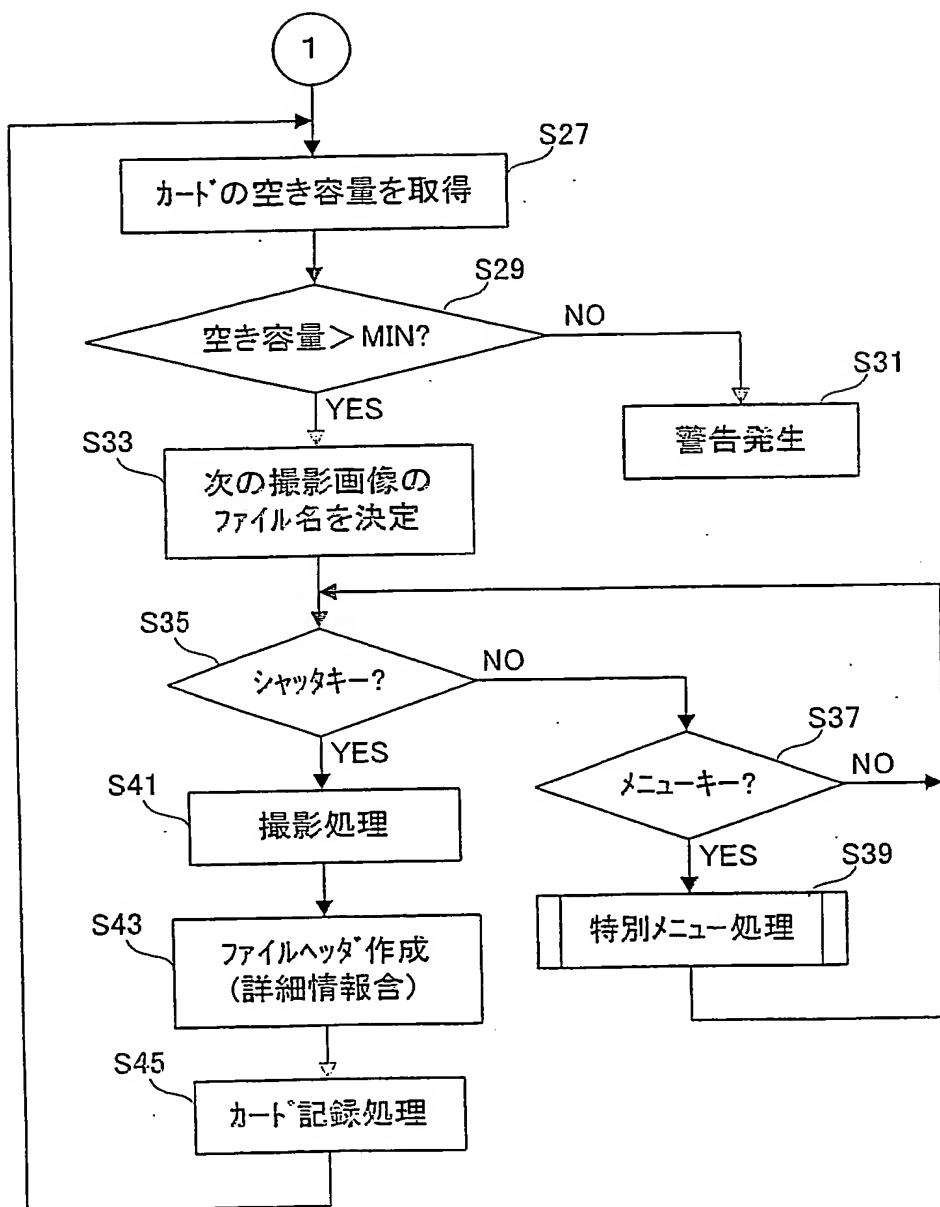 1
S27
カードの空き容量を取得
S29
空き容量＞MIN?
NO
YES
S31
警告発生
S33
次の撮影画像の
ファイル名を決定
S35
シャッタキー?
NO
YES
S37
メニューキー?
NO
YES
S39
特別メニュー処理
S41
撮影処理
S43
ファイルヘッダ作成
(詳細情報含)
S45
カード記録処理